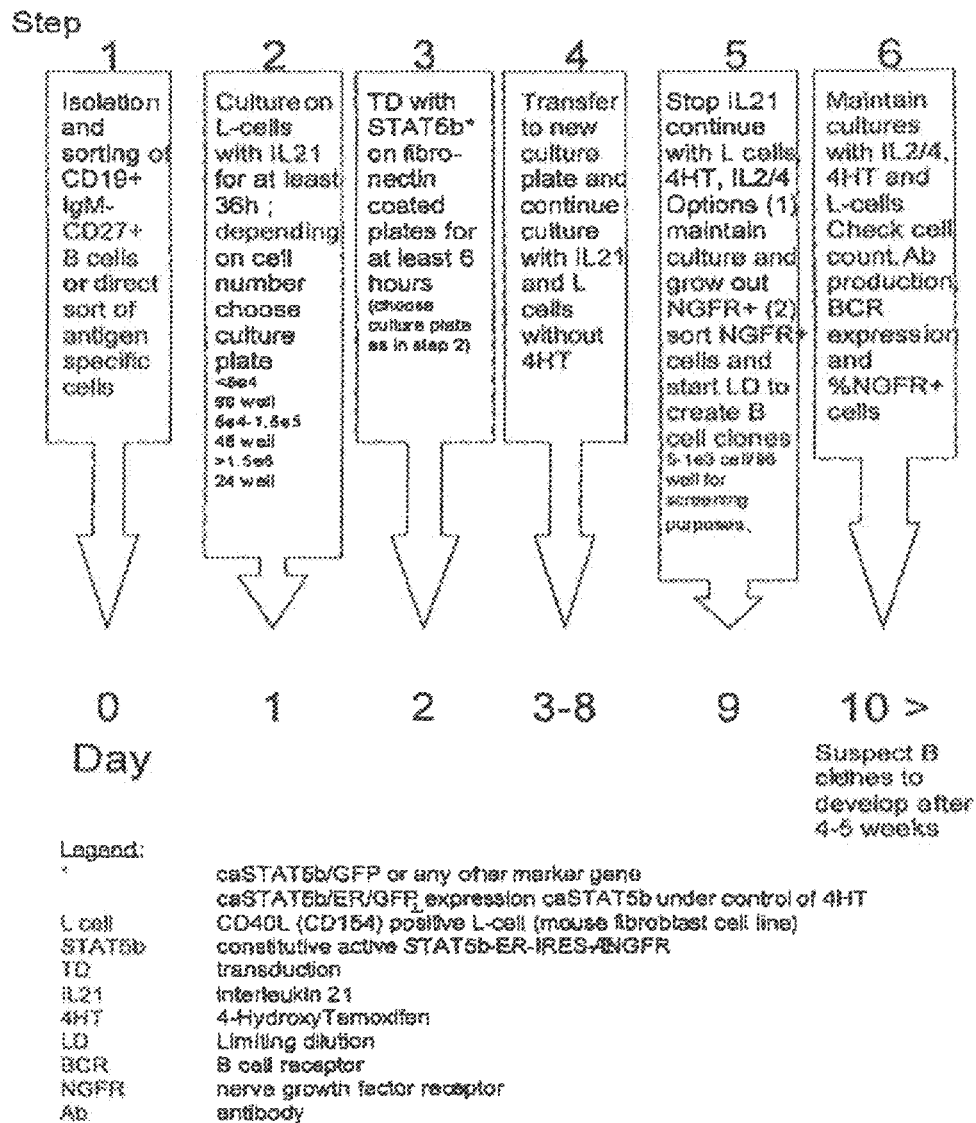 Step
1
2
3
4
5
6
Isolation
and
sorting of
CD19+
IgM-
CD27+
B cells
or direct
sort of
antigen
specific
cells
Culture on
L-cells
with IL21
for at least
36h ;
depending
on cell
number
choose
culture
plate
<5e4
96 well
5e4-1.5e5
48 well
>1.5e5
24 well
TD with
STAT5b*
on fibro-
nectin
coated
plates for
at least 6
hours
(choose
culture plate
as in step 2)
Transfer
to new
culture
plate and
continue
culture
with IL21
and L
cells
without
4HT
Stop IL21
continue
with L cells,
4HT, IL2/4
Options (1)
maintain
culture and
grow out
NGFR+ (2)
sort NGFR+
cells and
start LD to
create B
cell clones
5-1e3 cell/96
well for
screening
purposes.
Maintain
cultures
with IL2/4,
4HT and
L-cells
Check cell
count, Ab
production,
BCR
expression
and
%NGFR+
cells
0
1
2
3-8
9
10 >
Day
Suspect B
clones to
develop after
4-5 weeks
Legend:
* caSTAT5b/GFP or any other marker gene
caSTAT5b/ER/GFP, expression caSTAT5b under control of 4HT
L cell CD40L (CD154) positive L-cell (mouse fibroblast cell line)
STAT5b constitutive active STAT5b-ER-IRES-ΔNGFR
TD transduction
IL21 interleukin 21
4HT 4-HydroxyTamoxifen
LD Limiting dilution
BCR B cell receptor
NGFR nerve growth factor receptor
Ab antibody